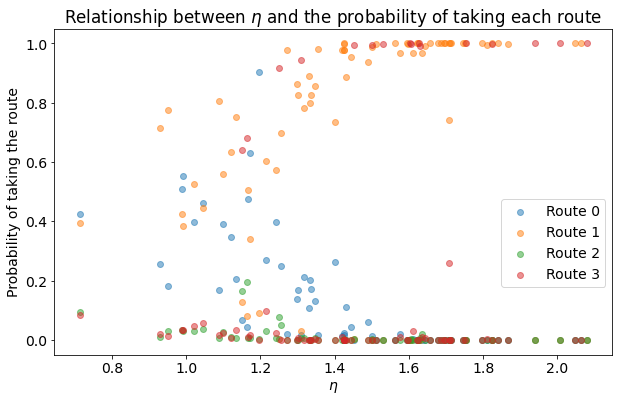 Relationship between η and the probability of taking each route
Probability of taking the route
1.0
0.8
0.6
0.4
0.2
0.0
Route 0
Route 1
Route 2
Route 3
0.8 1.0 1.2 1.4 1.6 1.8 2.0
η